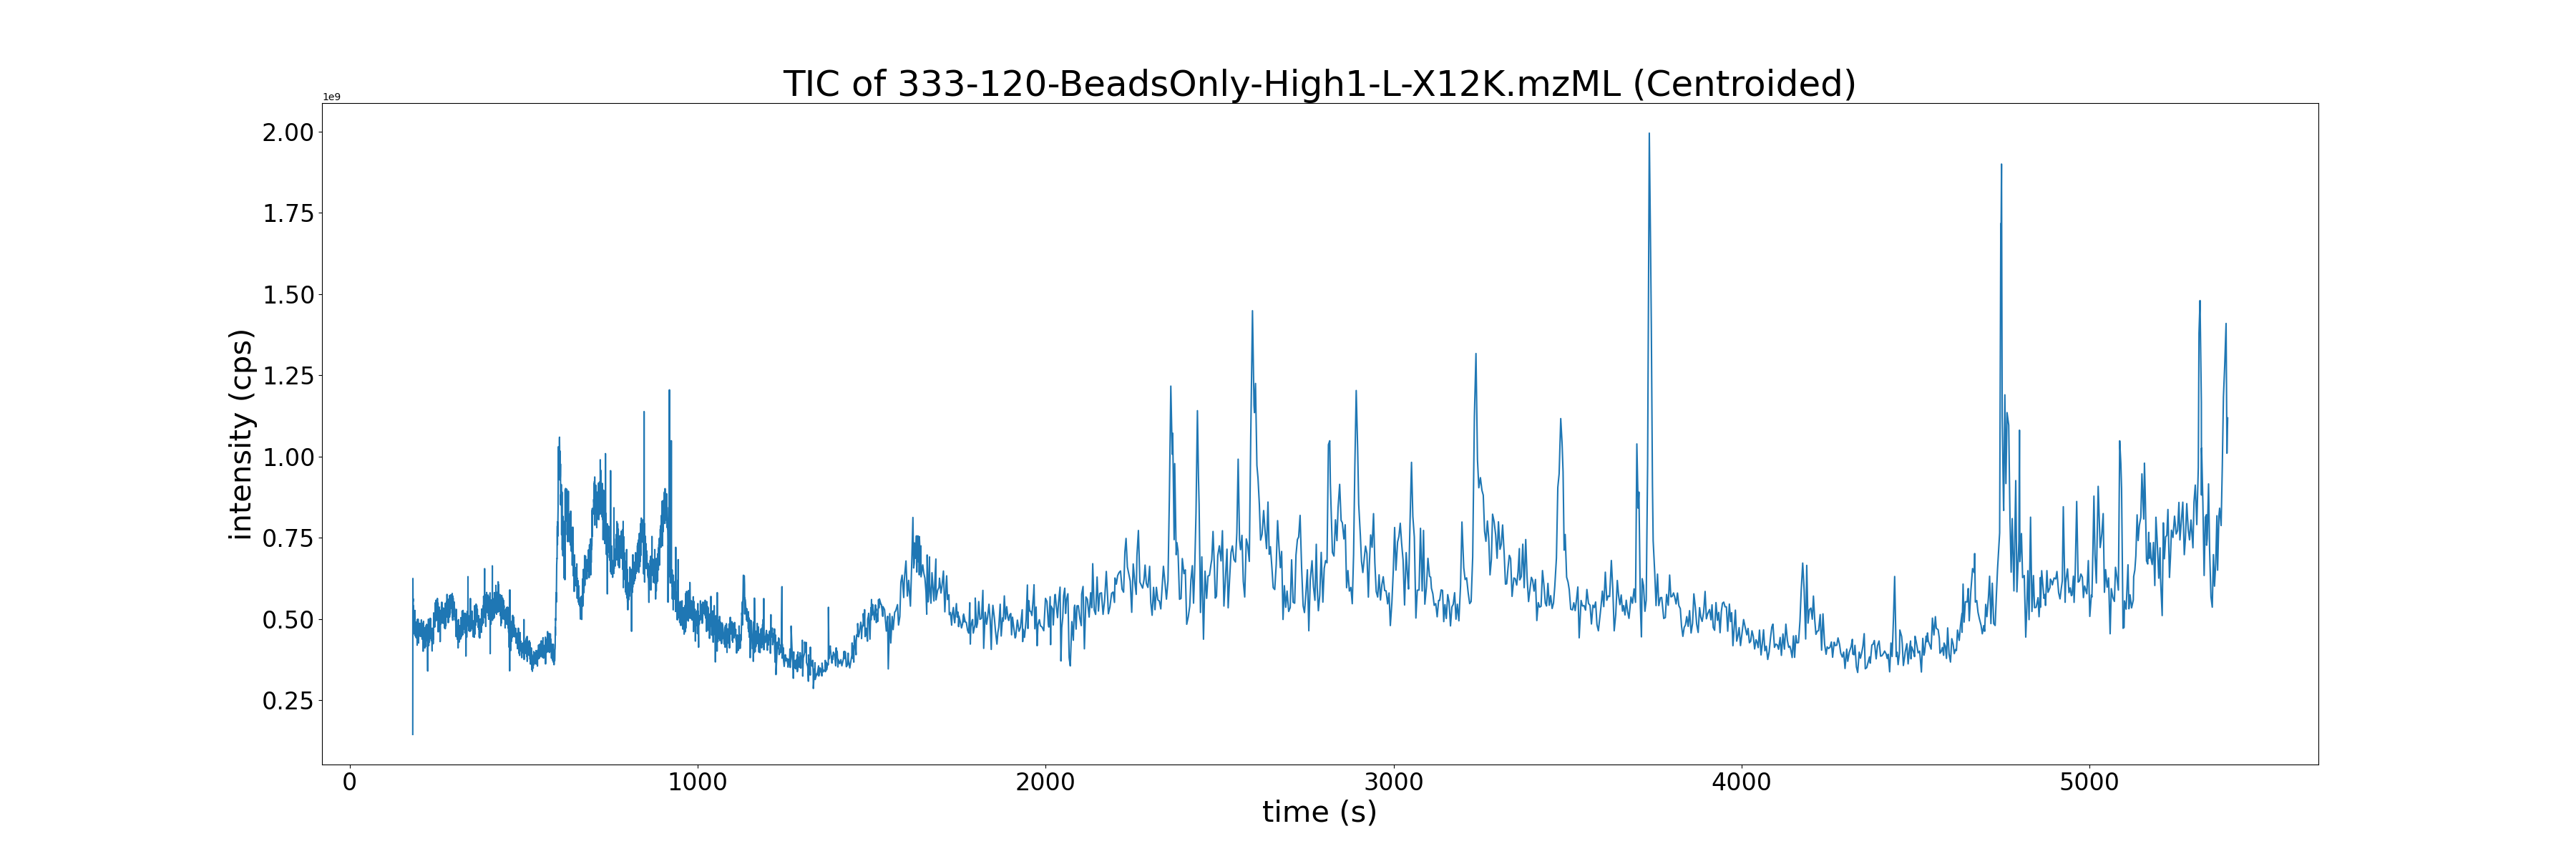 TIC of 333-120-BeadsOnly-High1-L-X12K.mzML (Centroided)
1e9
2.00
1.75
1.50
1.25
1.00
0.75
0.50
0.25
intensity (cps)
0 1000 2000 3000 4000 5000
time (s)